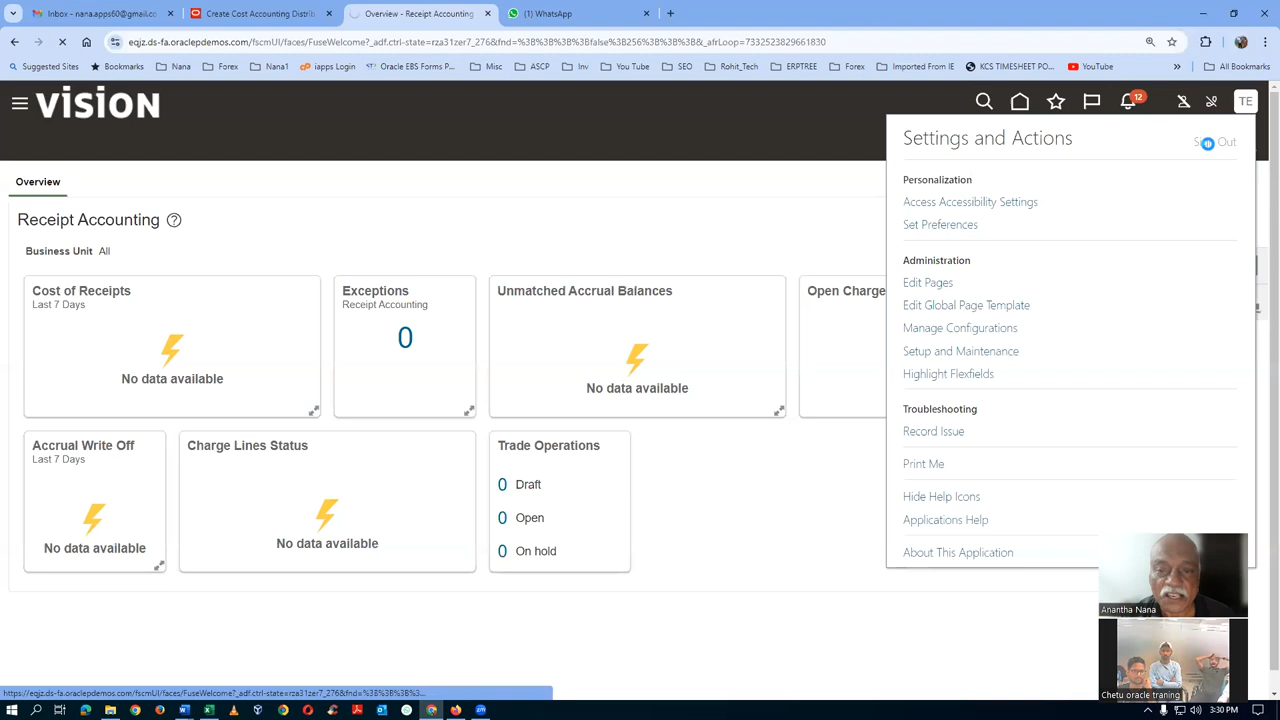 Inbox - nana.apps60@gmail.co
Create Cost Accounting Distrib
Overview - Receipt Accounting
(1) WhatsApp
eqjz.ds-fa.oraclepdemos.com/fscmUI/faces/FuseWelcome?_adf.ctrl-state=rza31zer7_276&fnd=%3B%3B%3B%3Bfalse%3B256%3B%3B%3B&_afrLoop=7332523829661830
Suggested Sites
Bookmarks
Nana
Forex
Nana1
iapps Login
Oracle EBS Forms P...
Misc
ASCP
Inv
You Tube
SEO
Rohit_Tech
ERPTREE
Forex
Imported From IE
KCS TIMESHEET PO...
YouTube
All Bookmarks
VISION
12
TE
Settings and Actions
Sign Out
Personalization
Access Accessibility Settings
Set Preferences
Administration
Edit Pages
Edit Global Page Template
Manage Configurations
Setup and Maintenance
Highlight Flexfields
Troubleshooting
Record Issue
Print Me
Hide Help Icons
Applications Help
About This Application
Overview
Receipt Accounting
Business Unit All
Cost of Receipts
Last 7 Days
No data available
Exceptions
Receipt Accounting
0
Unmatched Accrual Balances
No data available
Open Charge
Accrual Write Off
Last 7 Days
No data available
Charge Lines Status
No data available
Trade Operations
0 Draft
0 Open
0 On hold
Anantha Nana
Chetu oracle traning
3:30 PM